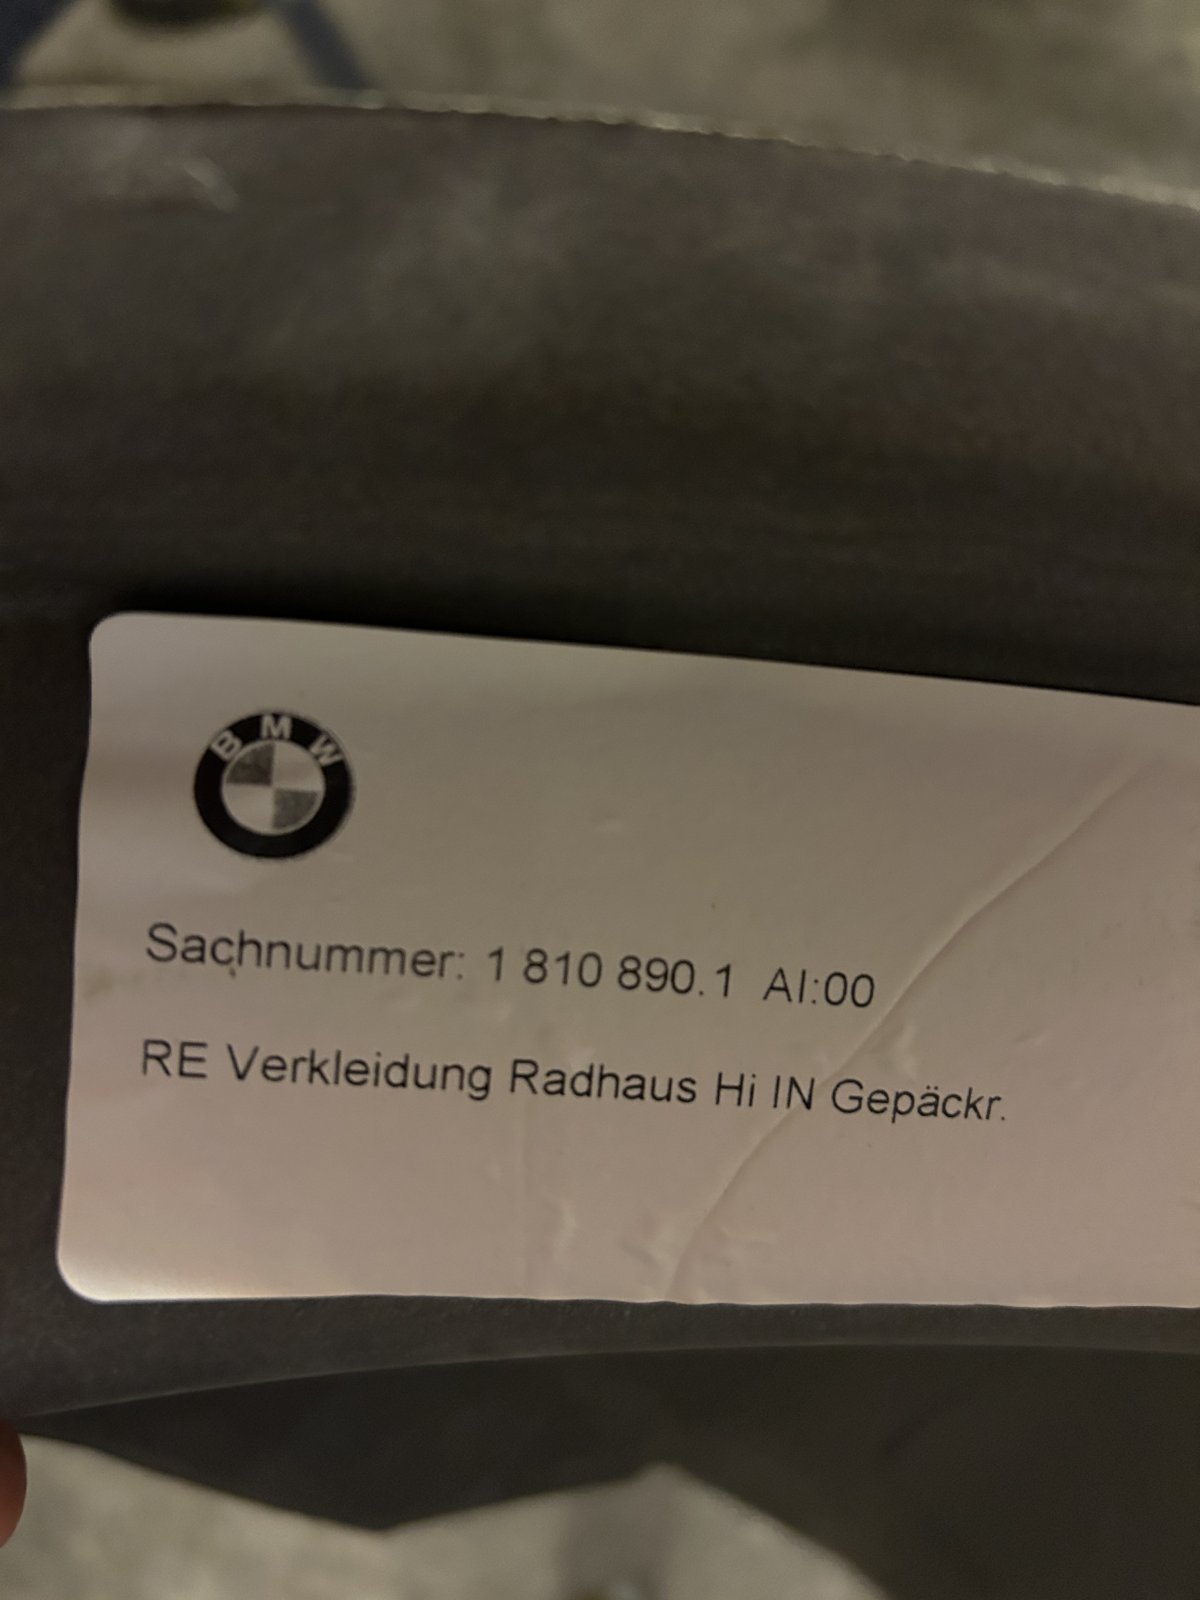 BMW
Sachnummer: 1 810 890.1 AI:00
RE Verkleidung Radhaus Hi IN Gepäckr.